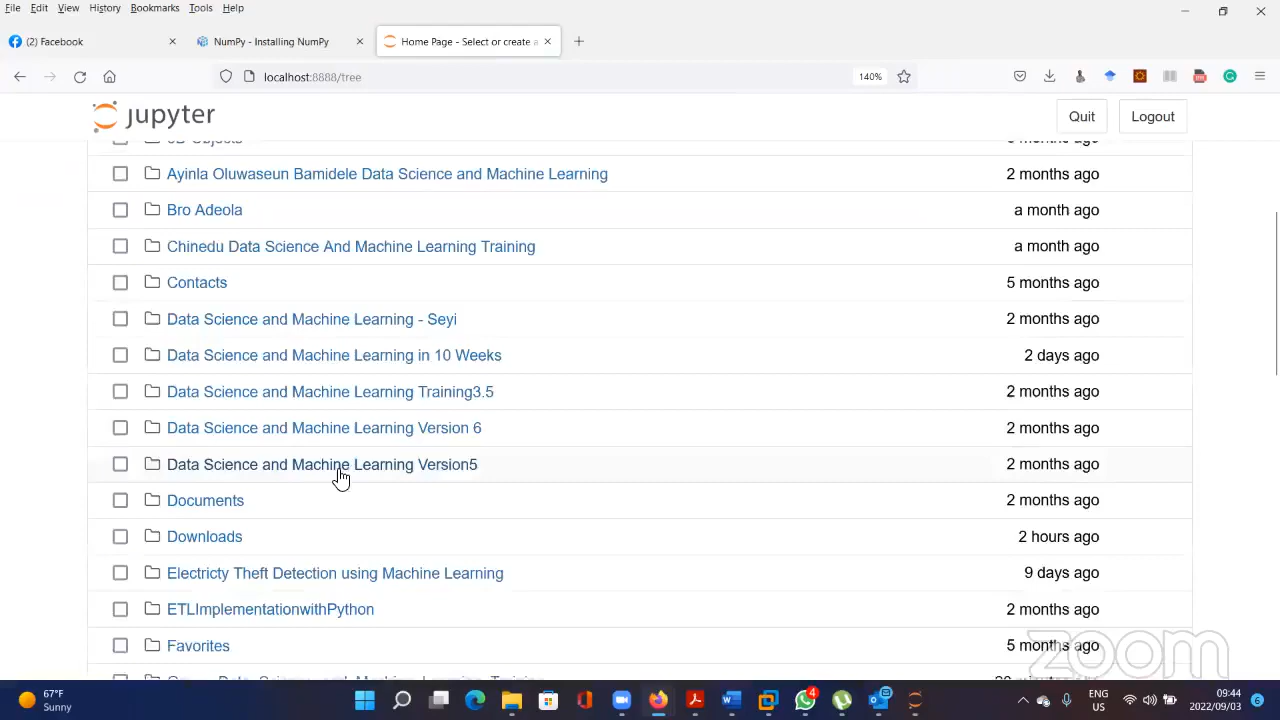 File Edit View History Bookmarks Tools Help
(2) Facebook
NumPy - Installing NumPy
Home Page - Select or create a
localhost:8888/tree
140%
jupyter
Quit
Logout
3D Objects
Ayinla Oluwaseun Bamidele Data Science and Machine Learning 2 months ago
Bro Adeola a month ago
Chinedu Data Science And Machine Learning Training a month ago
Contacts 5 months ago
Data Science and Machine Learning - Seyi 2 months ago
Data Science and Machine Learning in 10 Weeks 2 days ago
Data Science and Machine Learning Training3.5 2 months ago
Data Science and Machine Learning Version 6 2 months ago
Data Science and Machine Learning Version5 2 months ago
Documents 2 months ago
Downloads 2 hours ago
Electricty Theft Detection using Machine Learning 9 days ago
ETLImplementationwithPython 2 months ago
Favorites 5 months ago
zoom
67°F
Sunny
4
ENG
US
09:44
2022/09/03
6